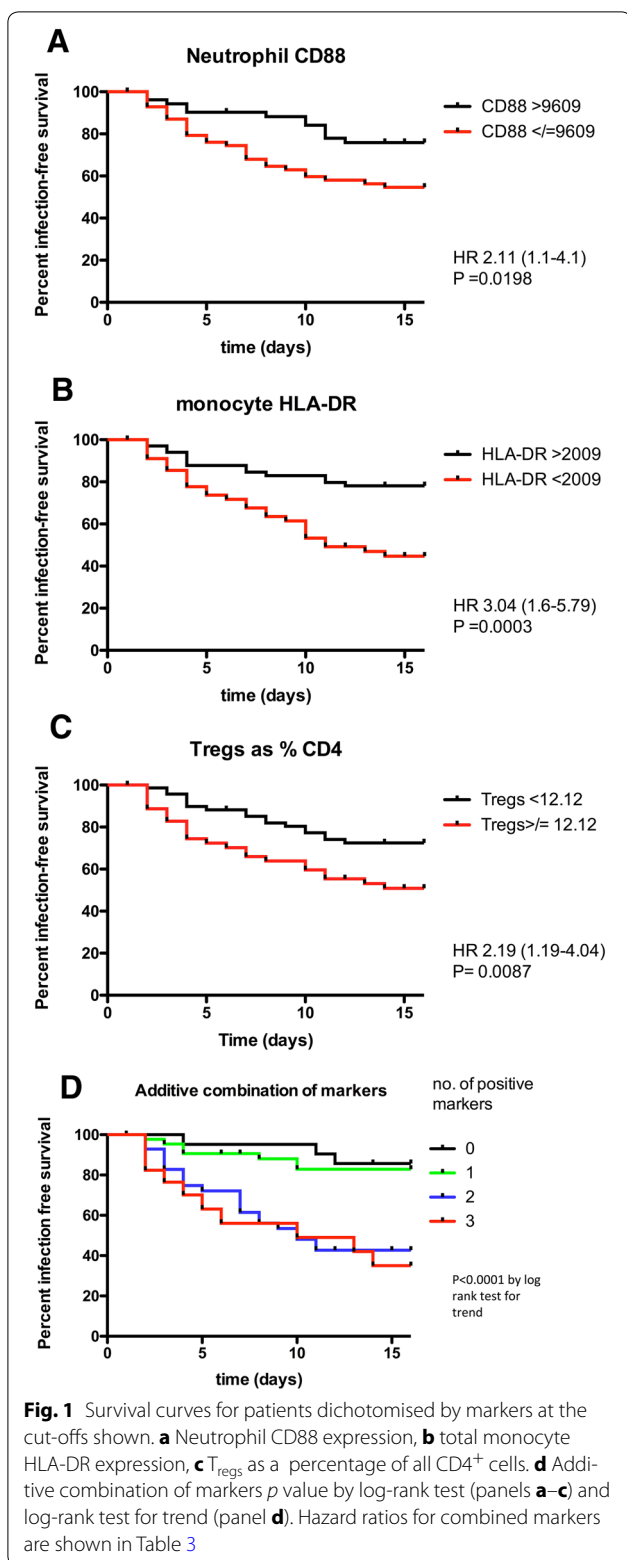 A
Neutrophil CD88
Percent infection-free survival
100
80
60
40
20
0
0 5 10 15
time (days)
CD88 >9609
CD88 </=9609
HR 2.11 (1.1-4.1)
P =0.0198
B
monocyte HLA-DR
Percent infection-free survival
100
80
60
40
20
0
0 5 10 15
time (days)
HLA-DR >2009
HLA-DR <2009
HR 3.04 (1.6-5.79)
P =0.0003
C
Tregs as % CD4
Percent infection-free survival
100
80
60
40
20
0
0 5 10 15
Time (days)
Tregs <12.12
Tregs>/= 12.12
HR 2.19 (1.19-4.04)
P= 0.0087
D
Additive combination of markers
Percent infection free survival
100
80
60
40
20
0
0 5 10 15
time (days)
no. of positive
markers
0
1
2
3
P<0.0001 by log
rank test for
trend
Fig. 1 Survival curves for patients dichotomised by markers at the
cut-offs shown. a Neutrophil CD88 expression, b total monocyte
HLA-DR expression, c Tregs as a percentage of all CD4+ cells. d Addi-
tive combination of markers p value by log-rank test (panels a–c) and
log-rank test for trend (panel d). Hazard ratios for combined markers
are shown in Table 3